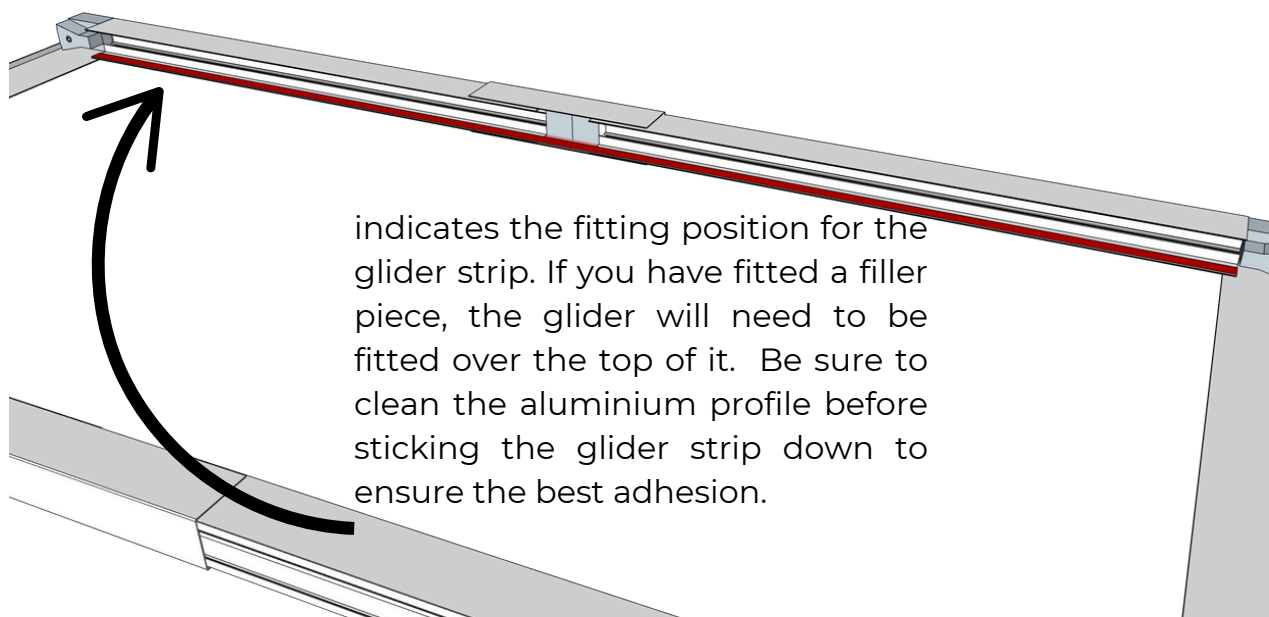 indicates the fitting position for the
glider strip. If you have fitted a filler
piece, the glider will need to be
fitted over the top of it.  Be sure to
clean the aluminium profile before
sticking the glider strip down to
ensure the best adhesion.